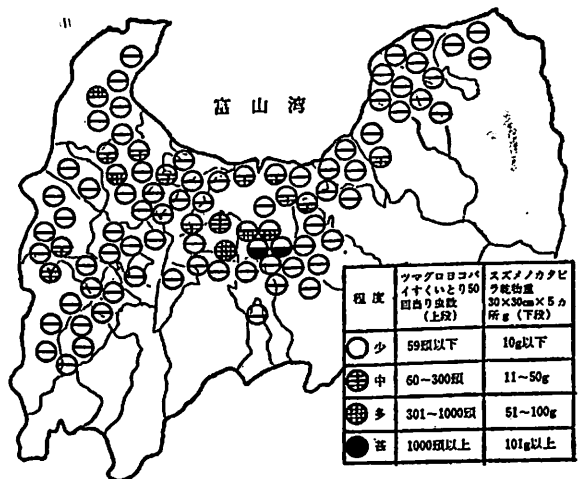 富山湾
程度
ツマグロヨコバ
イすくいとり50
回当り虫数
(上段)
スズメノカタビ
ラ乾物重
30×30cm×5カ
所g(下段)
少 59頭以下 10g以下
中 60~300頭 11~50g
多 301~1000頭 51~100g
甚 1000頭以上 101g以上